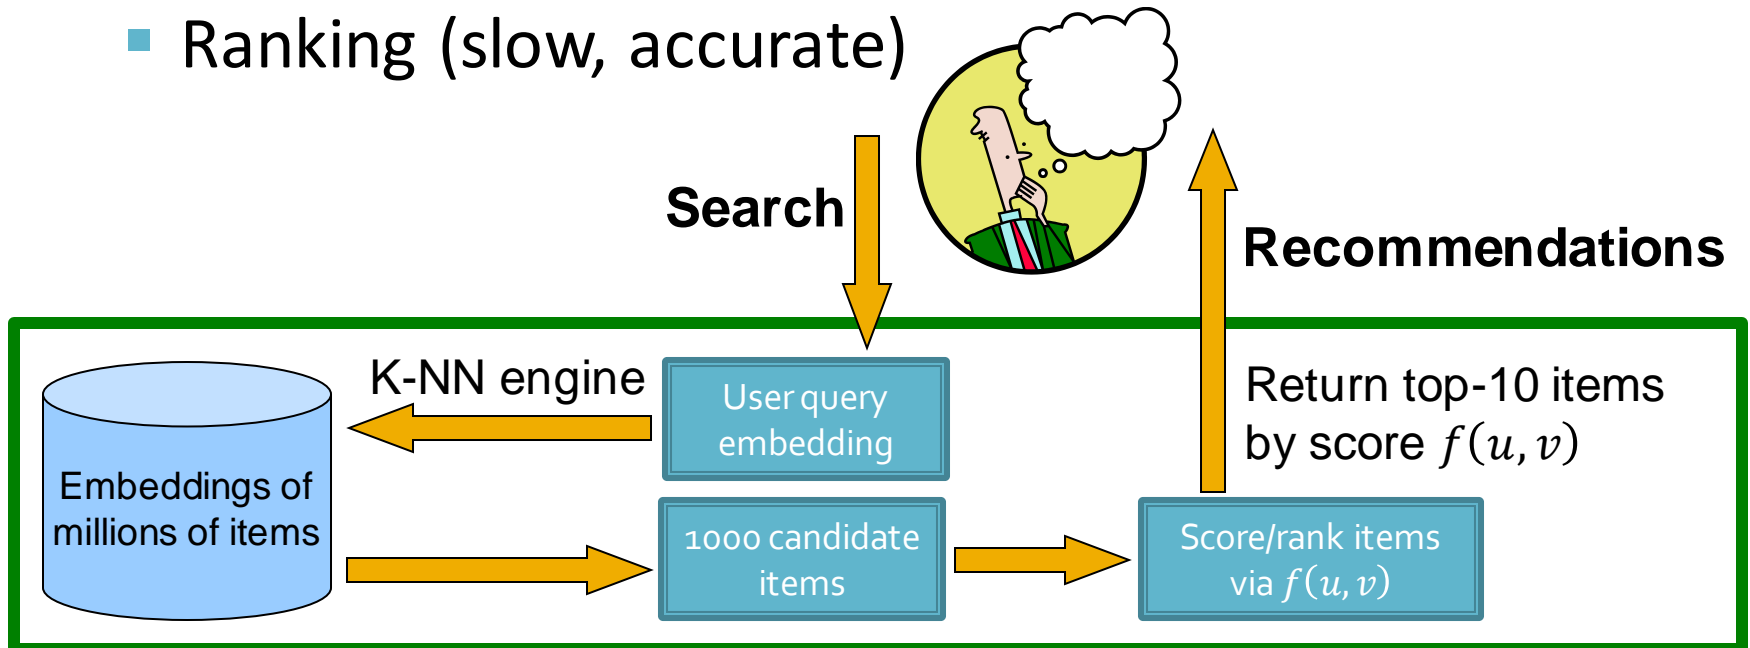 Ranking (slow, accurate)
Search
Recommendations
K-NN engine
User query
embedding
Return top-10 items
by score f(u, v)
Embeddings of
millions of items
1000 candidate
items
Score/rank items
via f(u, v)